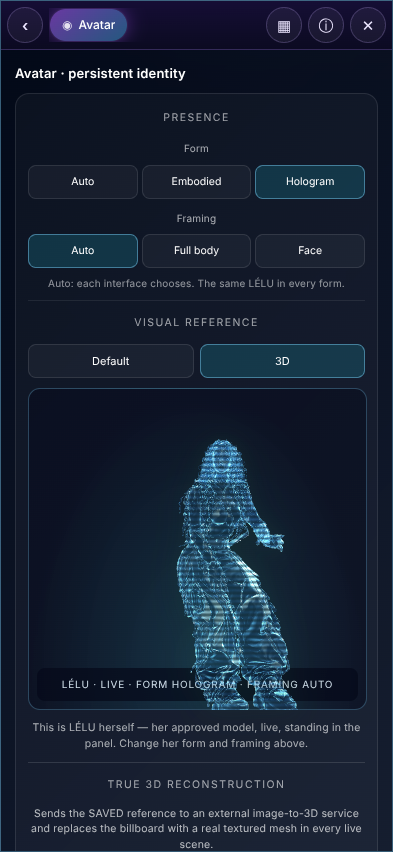 Avatar
Avatar · persistent identity
PRESENCE
Form
Auto
Embodied
Hologram
Framing
Auto
Full body
Face
Auto: each interface chooses. The same LÉLU in every form.
VISUAL REFERENCE
Default
3D
LÉLU · LIVE · FORM HOLOGRAM · FRAMING AUTO
This is LÉLU herself — her approved model, live, standing in the
panel. Change her form and framing above.
TRUE 3D RECONSTRUCTION
Sends the SAVED reference to an external image-to-3D service
and replaces the billboard with a real textured mesh in every live
scene.